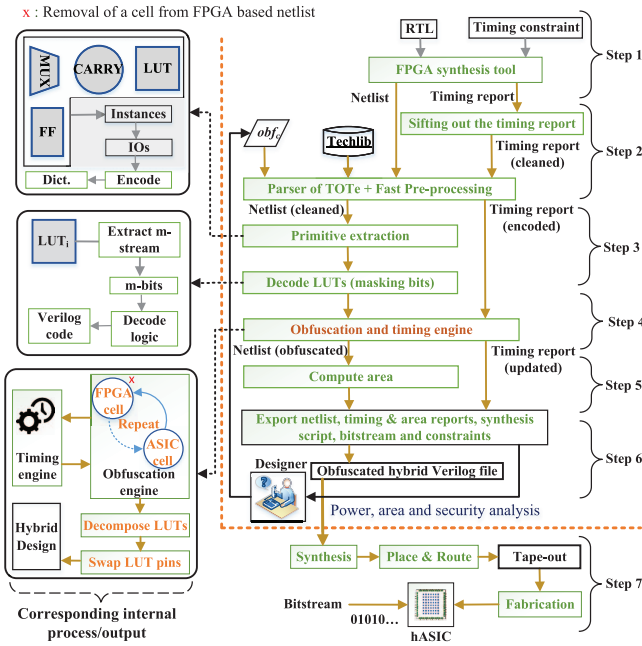 x : Removal of a cell from FPGA based netlist
MUX
CARRY
LUT
FF
Instances
IOs
Encode
Dict.
LUTi
Extract m-
stream
m-bits
Decode
logic
Verilog
code
FPGA
cell
x
Repeat
ASIC
cell
Timing
engine
Obfuscation
engine
Decompose LUTs
Swap LUT pins
Hybrid
Design
Corresponding internal
process/output
RTL
Timing constraint
FPGA synthesis tool
Netlist
Timing report
Sifting out the timing report
obfc
Techlib
Timing report
(cleaned)
Parser of TOTe + Fast Pre-processing
Netlist (cleaned)
Timing report
(encoded)
Primitive extraction
Decode LUTs (masking bits)
Obfuscation and timing engine
Netlist (obfuscated)
Timing report
(updated)
Compute area
Export netlist, timing & area reports, synthesis
script, bitstream and constraints
Designer
?
Obfuscated hybrid Verilog file
Power, area and security analysis
Synthesis
Place & Route
Tape-out
Fabrication
Bitstream
01010...
hASIC
Step 1
Step 2
Step 3
Step 4
Step 5
Step 6
Step 7